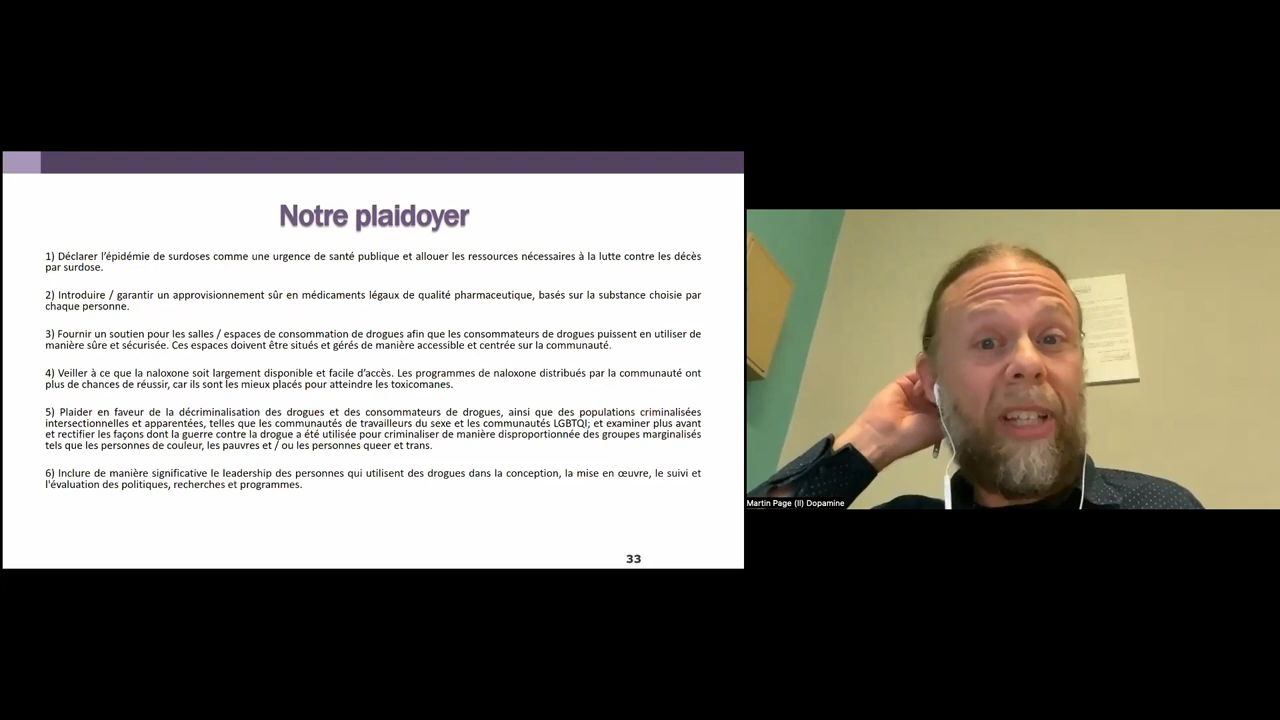 Notre plaidoyer
1) Déclarer l'épidémie de surdoses comme une urgence de santé publique et allouer les ressources nécessaires à la lutte contre les décès
par surdose.
2) Introduire / garantir un approvisionnement sûr en médicaments légaux de qualité pharmaceutique, basés sur la substance choisie par
chaque personne.
3) Fournir un soutien pour les salles / espaces de consommation de drogues afin que les consommateurs de drogues puissent en utiliser de
manière sûre et sécurisée. Ces espaces doivent être situés et gérés de manière accessible et centrée sur la communauté.
4) Veiller à ce que la naloxone soit largement disponible et facile d'accès. Les programmes de naloxone distribués par la communauté ont
plus de chances de réussir, car ils sont les mieux placés pour atteindre les toxicomanes.
5) Plaider en faveur de la décriminalisation des drogues et des consommateurs de drogues, ainsi que des populations criminalisées
intersectionnelles et apparentées, telles que les communautés de travailleurs du sexe et les communautés LGBTQI; et examiner plus avant
et rectifier les façons dont la guerre contre la drogue a été utilisée pour criminaliser de manière disproportionnée des groupes marginalisés
tels que les personnes de couleur, les pauvres et / ou les personnes queer et trans.
6) Inclure de manière significative le leadership des personnes qui utilisent des drogues dans la conception, la mise en œuvre, le suivi et
l'évaluation des politiques, recherches et programmes.
33
Martin Page (Il) Dopamine